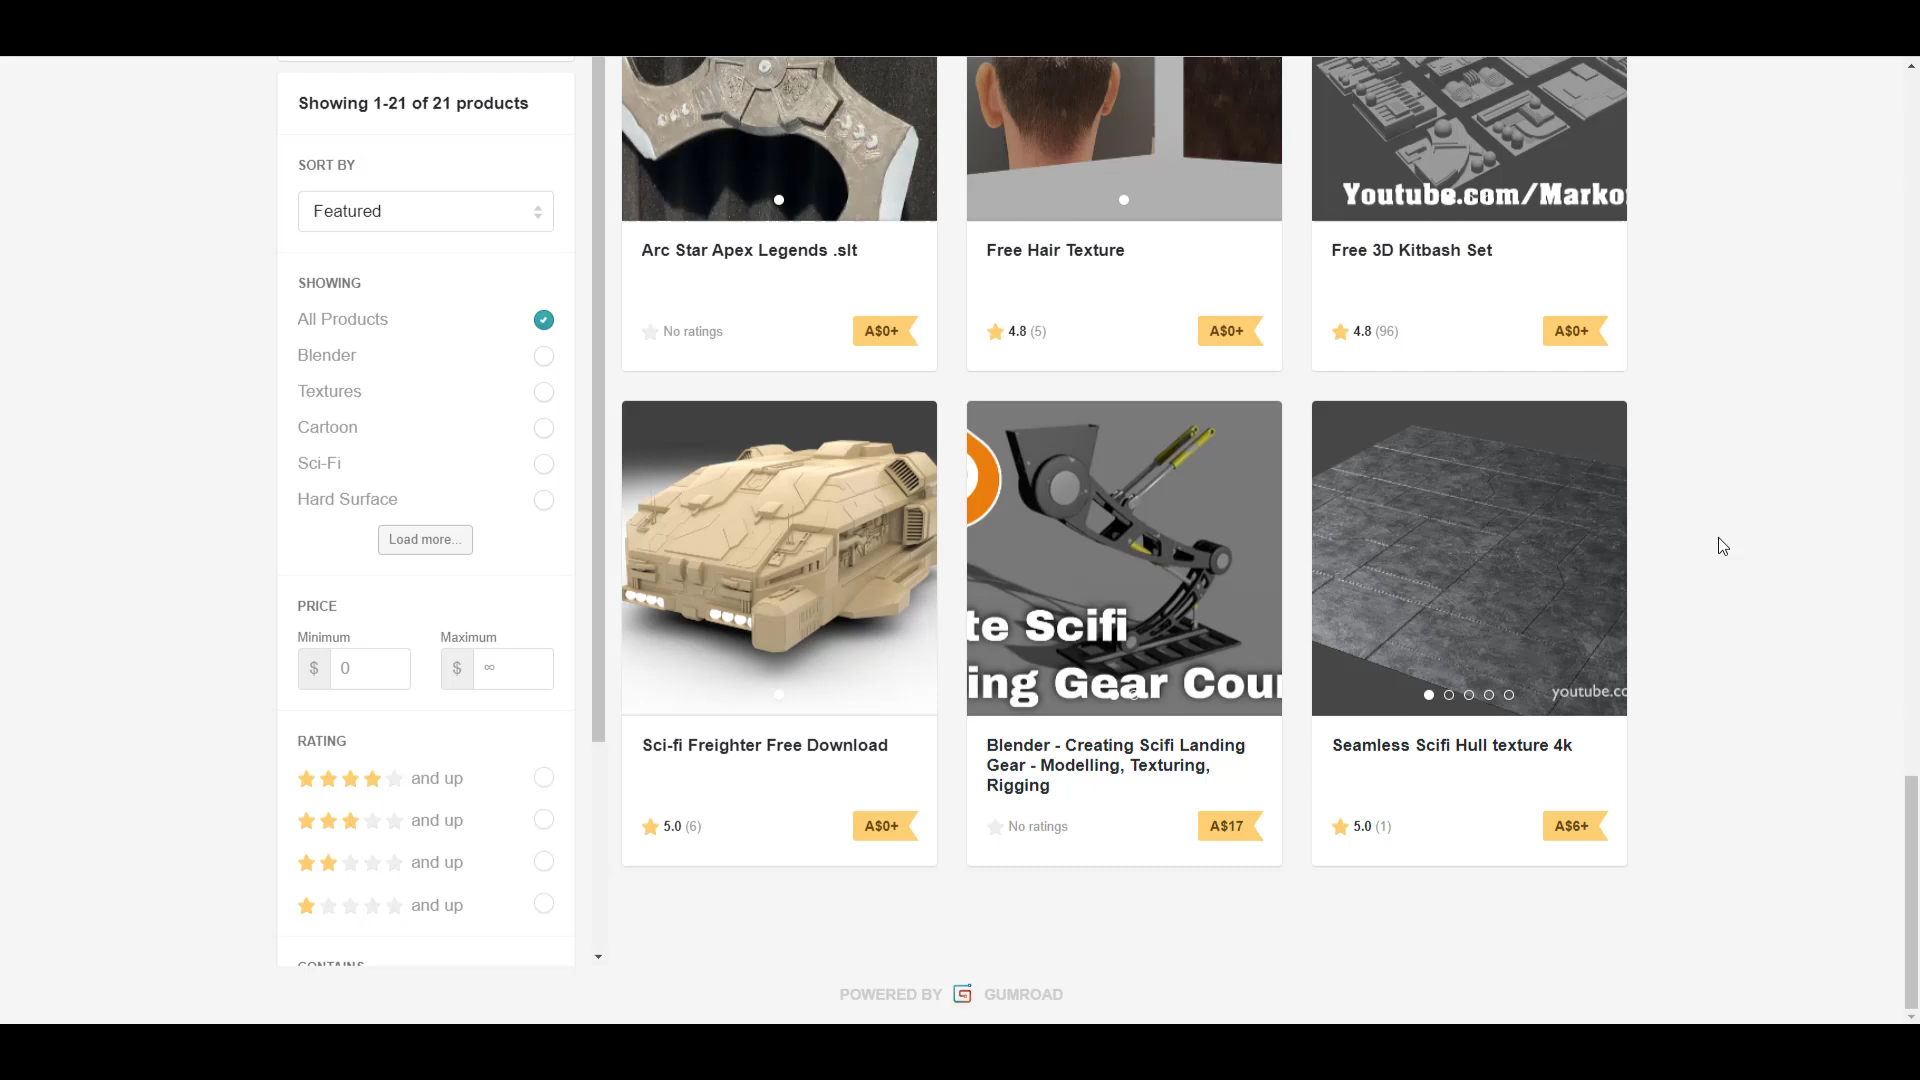 Showing 1-21 of 21 products
SORT BY
Featured
SHOWING
All Products
Blender
Textures
Cartoon
Sci-Fi
Hard Surface
Load more...
PRICE
Minimum
Maximum
$ 0
$ ∞
RATING
and up
and up
and up
and up
CONTAINS
Youtube.com/Marko
Arc Star Apex Legends .slt
No ratings
A$0+
Free Hair Texture
4.8 (5)
A$0+
Free 3D Kitbash Set
4.8 (96)
A$0+
Sci-fi Freighter Free Download
5.0 (6)
A$0+
te Scifi
ing Gear Cour
Blender - Creating Scifi Landing
Gear - Modelling, Texturing,
Rigging
No ratings
A$17
youtube.co
Seamless Scifi Hull texture 4k
5.0 (1)
A$6+
POWERED BY GUMROAD